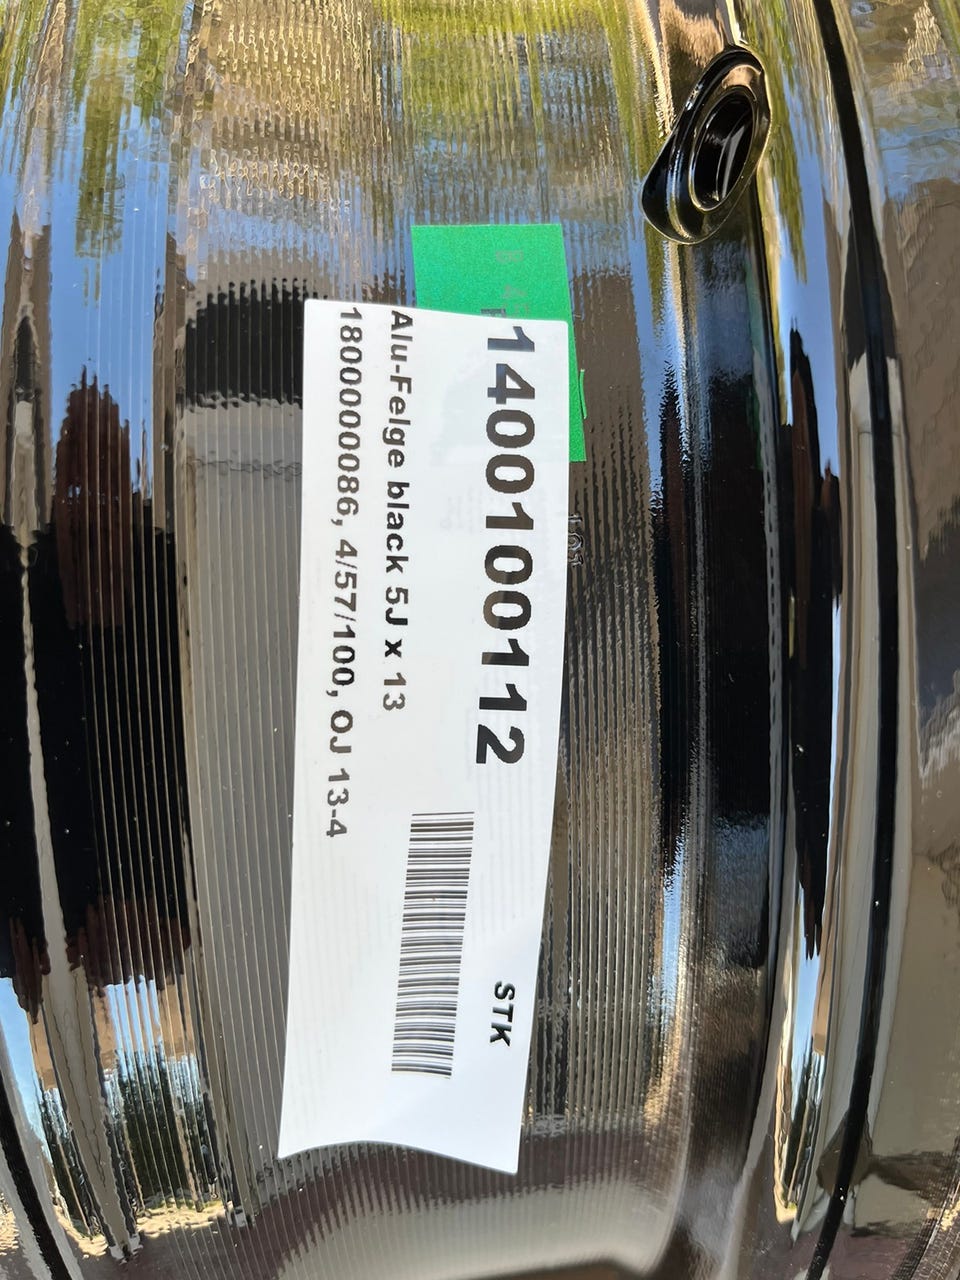 1400100112
Alu-Felge black 5J x 13
1800000086, 4/57/100, OJ 13-4
STK